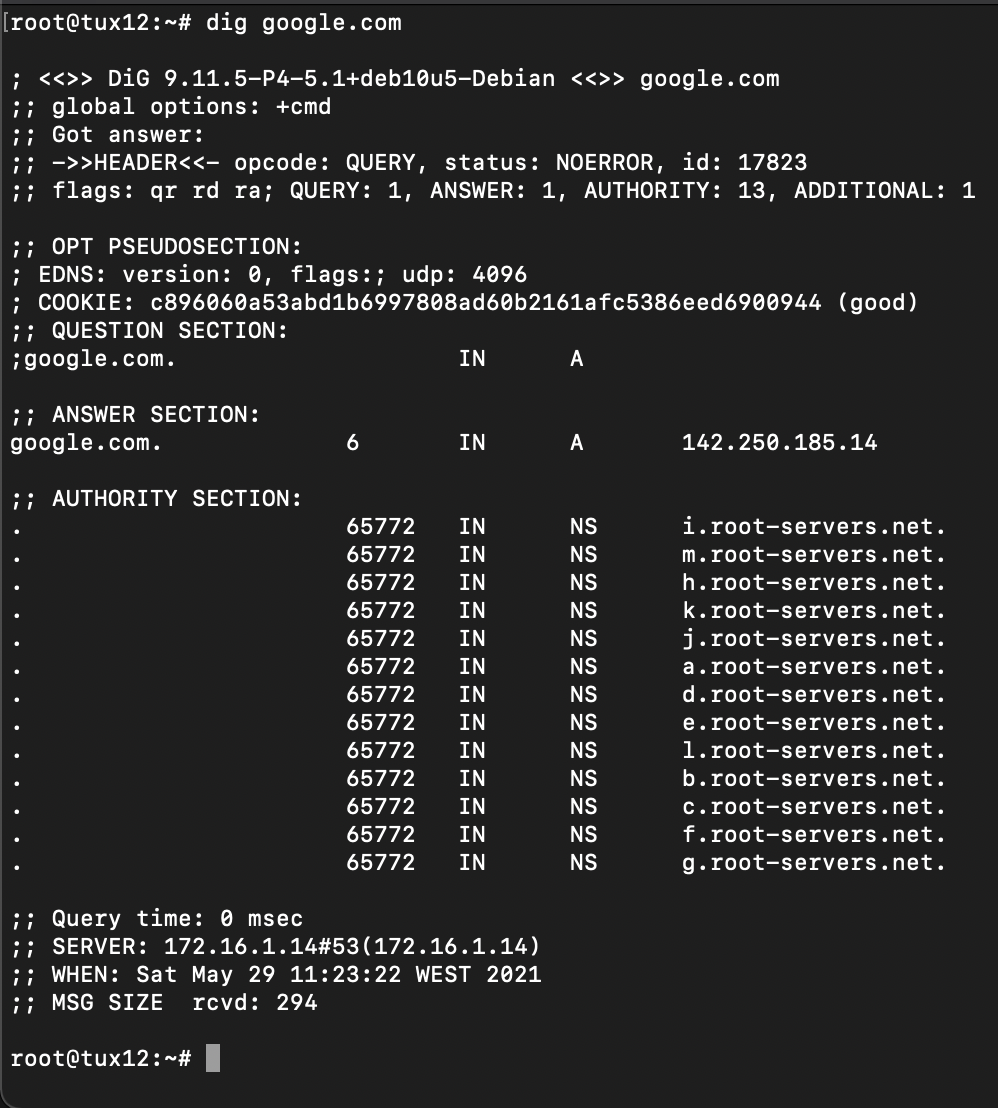 [root@tux12:~# dig google.com
; <<>> DiG 9.11.5-P4-5.1+deb10u5-Debian <<>> google.com
;; global options: +cmd
;; Got answer:
;; ->>HEADER<<- opcode: QUERY, status: NOERROR, id: 17823
;; flags: qr rd ra; QUERY: 1, ANSWER: 1, AUTHORITY: 13, ADDITIONAL: 1
;; OPT PSEUDOSECTION:
; EDNS: version: 0, flags:; udp: 4096
; COOKIE: c896060a53abd1b6997808ad60b2161afc5386eed6900944 (good)
;; QUESTION SECTION:
;google.com. IN A
;; ANSWER SECTION:
google.com. 6 IN A 142.250.185.14
;; AUTHORITY SECTION:
. 65772 IN NS i.root-servers.net.
. 65772 IN NS m.root-servers.net.
. 65772 IN NS h.root-servers.net.
. 65772 IN NS k.root-servers.net.
. 65772 IN NS j.root-servers.net.
. 65772 IN NS a.root-servers.net.
. 65772 IN NS d.root-servers.net.
. 65772 IN NS e.root-servers.net.
. 65772 IN NS l.root-servers.net.
. 65772 IN NS b.root-servers.net.
. 65772 IN NS c.root-servers.net.
. 65772 IN NS f.root-servers.net.
. 65772 IN NS g.root-servers.net.
;; Query time: 0 msec
;; SERVER: 172.16.1.14#53(172.16.1.14)
;; WHEN: Sat May 29 11:23:22 WEST 2021
;; MSG SIZE  rcvd: 294
root@tux12:~#